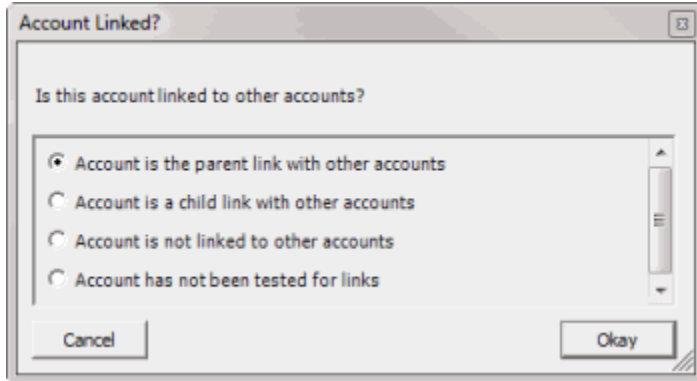 Account Linked?
Is this account linked to other accounts?
Account is the parent link with other accounts
Account is a child link with other accounts
Account is not linked to other accounts
Account has not been tested for links
Cancel
Okay